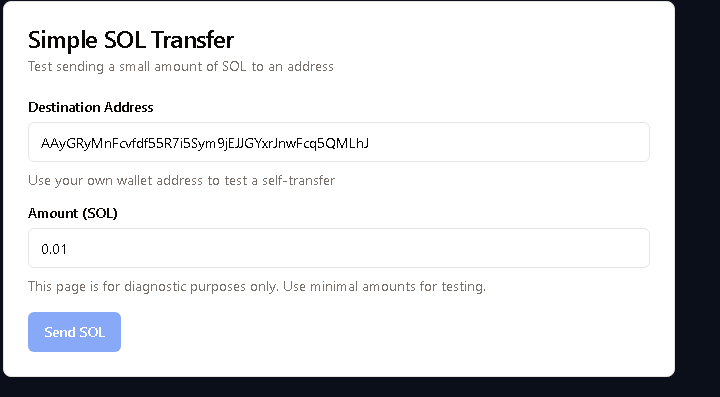 Simple SOL Transfer
Test sending a small amount of SOL to an address
Destination Address
AAyGRyMnFcvfdf55R7i5Sym9jEJJGYxrJnwFcq5QMLhJ
Use your own wallet address to test a self-transfer
Amount (SOL)
0.01
This page is for diagnostic purposes only. Use minimal amounts for testing.
Send SOL